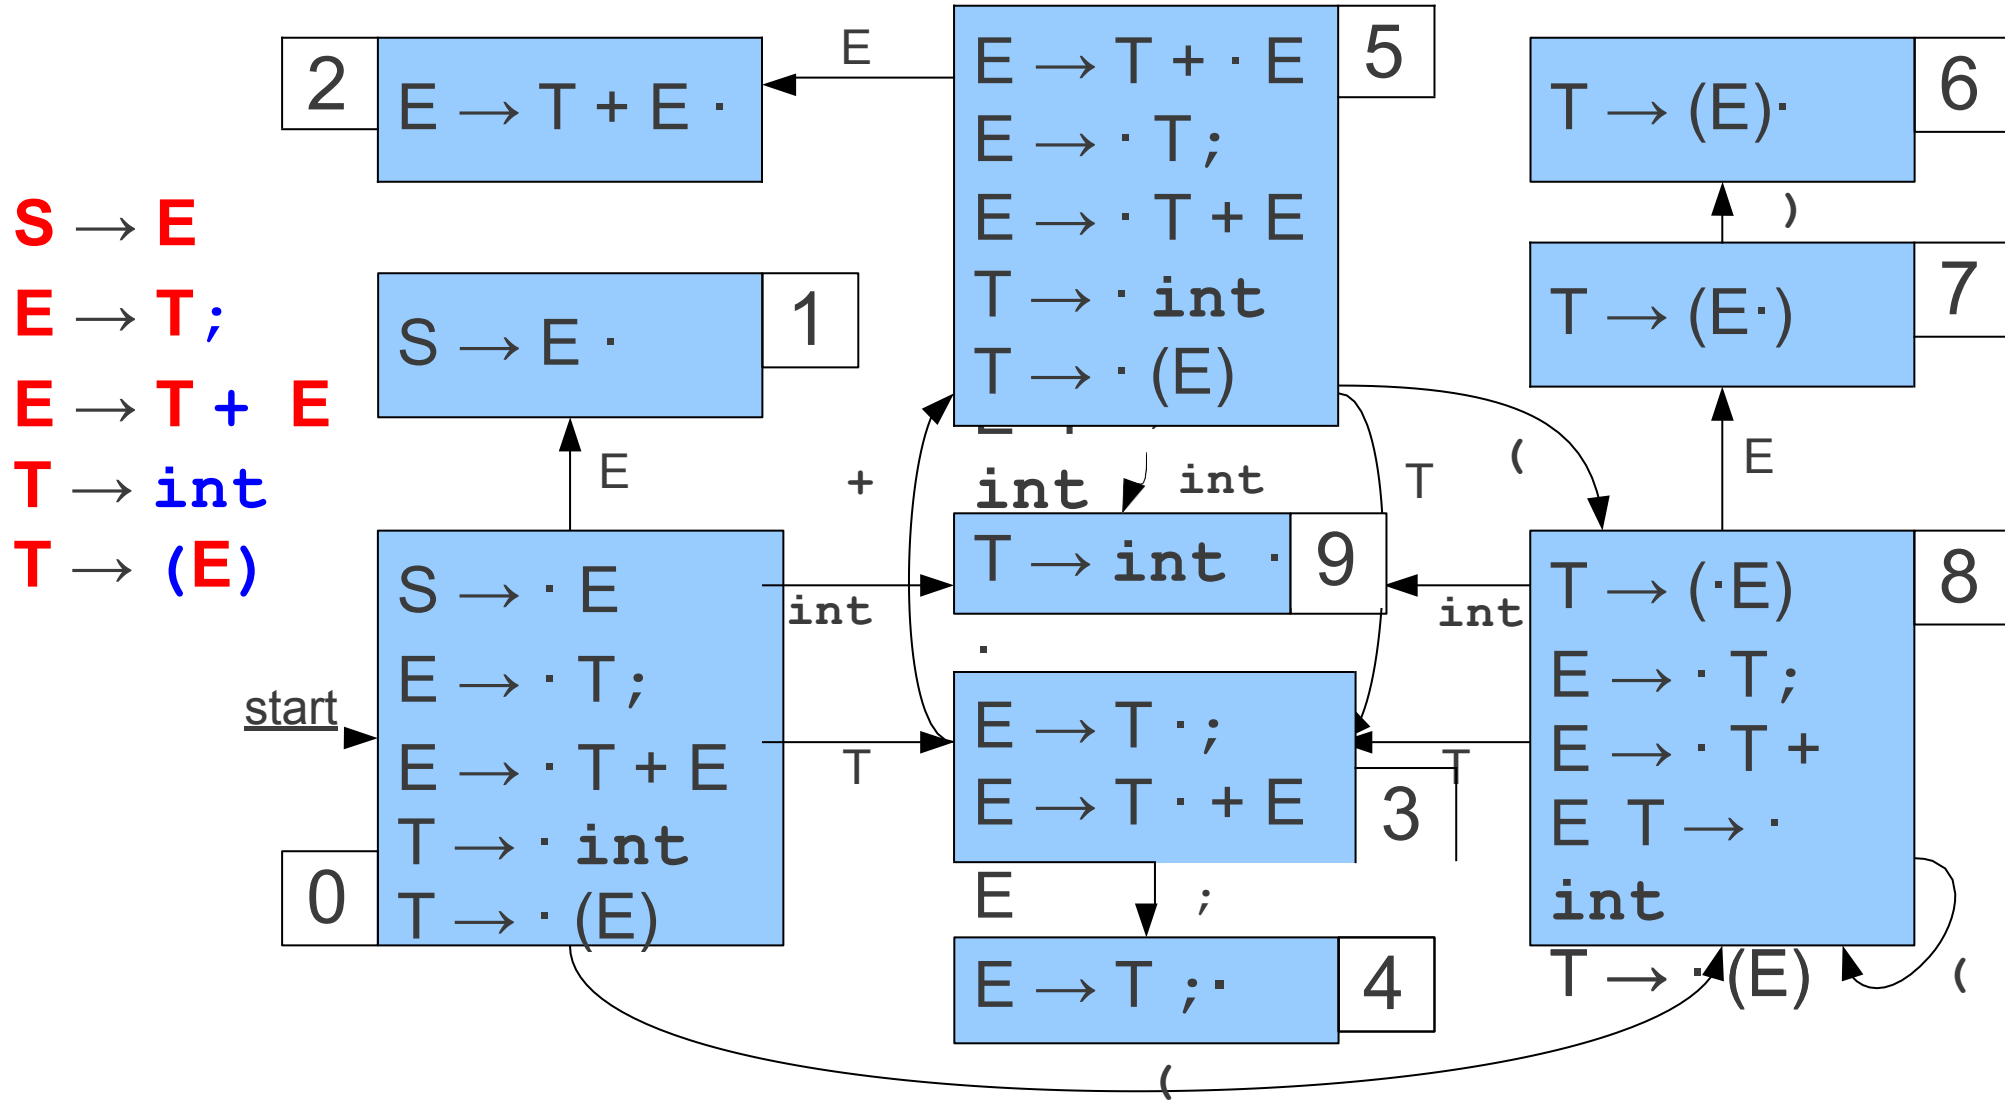 S → E
E → T;
E → T + E
T → int
T → (E)
2
E → T + E ·
E
5
E → T + · E
E → · T;
E → · T + E
T → · int
T → · (E)
int
6
T → (E)·
)
7
T → (E·)
E
1
S → E ·
E
+
int
T
(
start
0
S → · E
E → · T;
E → · T + E
T → · int
T → · (E)
int
T
9
T → int ·
·
int
T
3
E → T · ;
E → T · + E
E
;
4
E → T ;·
8
T → (·E)
E → · T;
E → · T +
E T → ·
int
T → · (E)
(
(